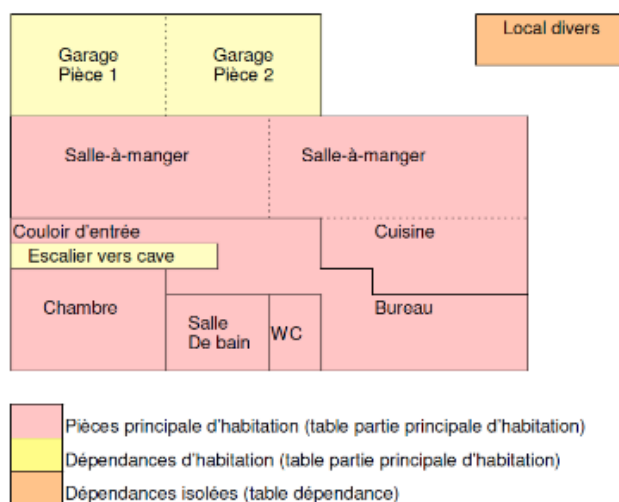 Local divers
Garage
Pièce 1
Garage
Pièce 2
Salle-à-manger
Salle-à-manger
Couloir d'entrée
Cuisine
Escalier vers cave
Chambre
Bureau
Salle
De bain
WC
Pièces principale d'habitation (table partie principale d'habitation)
Dépendances d'habitation (table partie principale d'habitation)
Dépendances isolées (table dépendance)